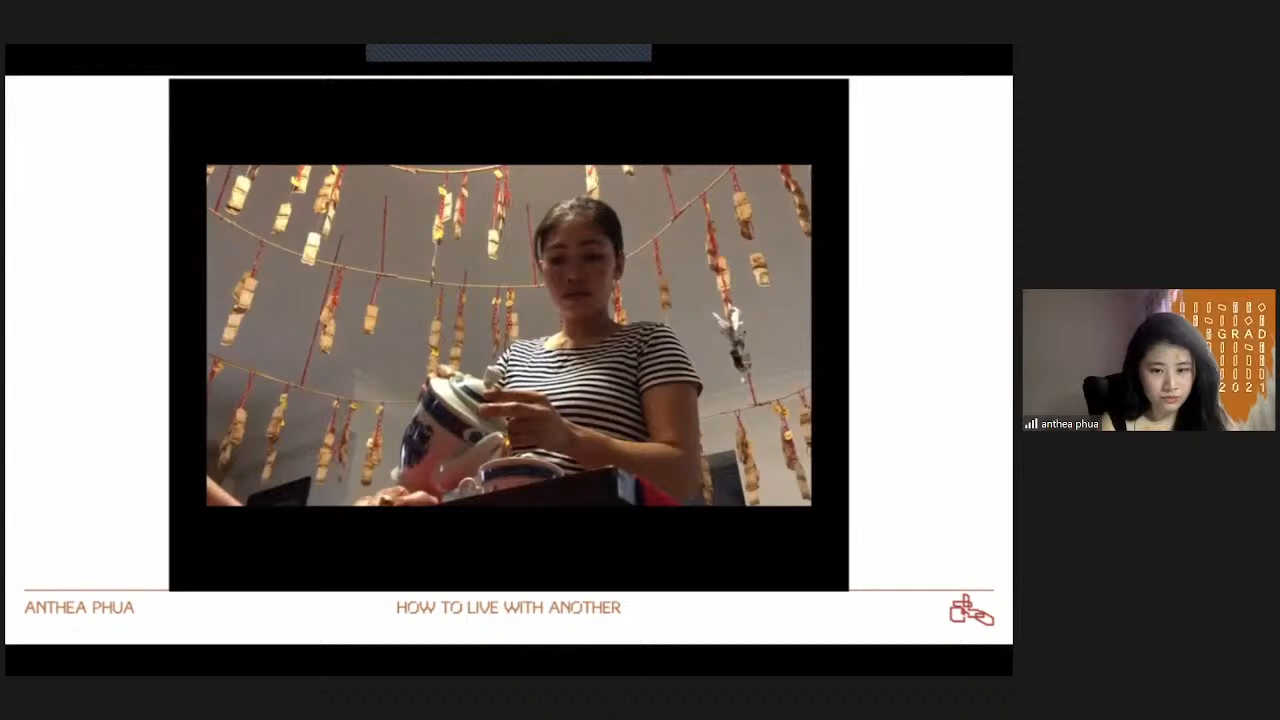 ANTHEA PHUA
HOW TO LIVE WITH ANOTHER
GRAD
2021
anthea phua